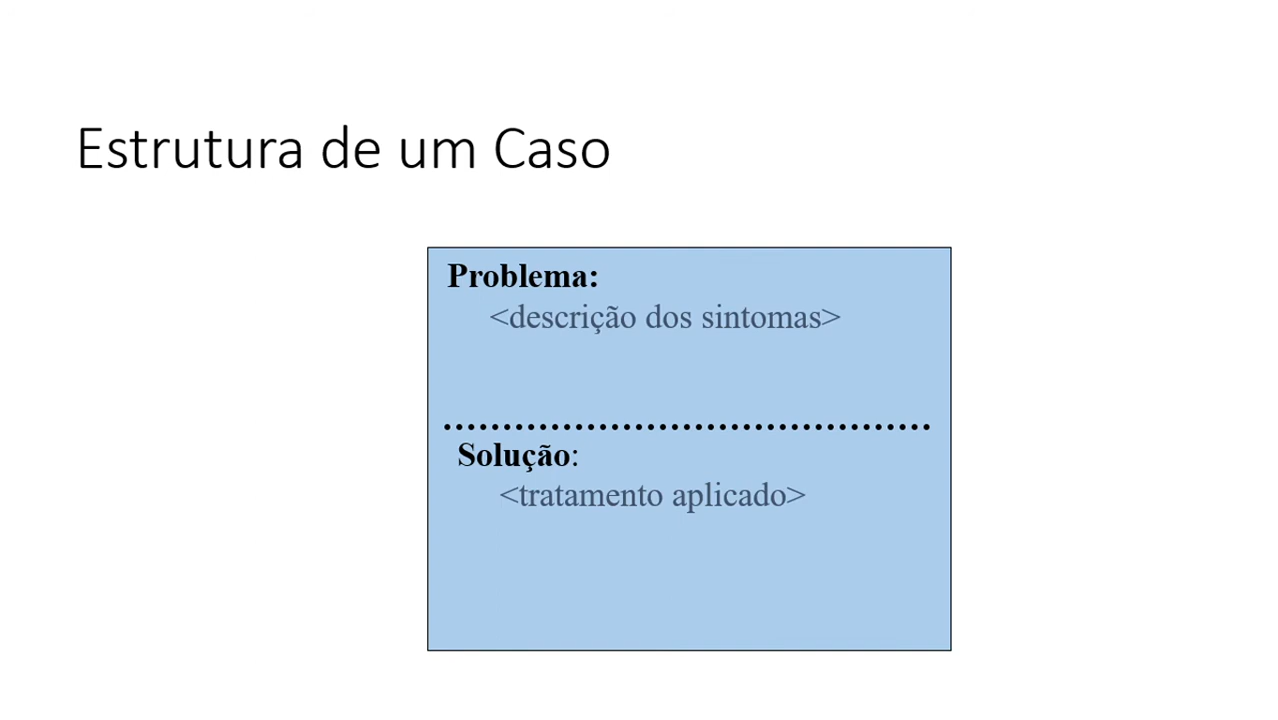 Estrutura de um Caso
Problema:
<descrição dos sintomas>
Solução:
<tratamento aplicado>